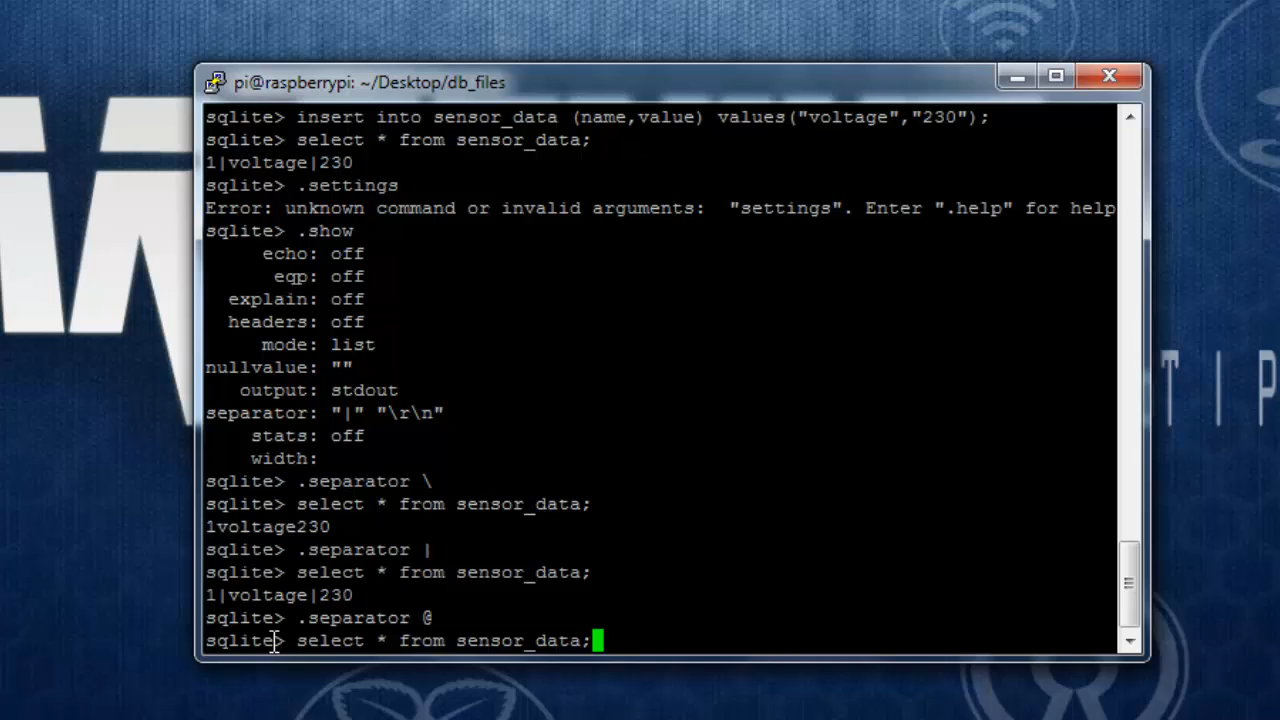 pi@raspberrypi: ~/Desktop/db_files
sqlite> insert into sensor_data (name,value) values("voltage","230");
sqlite> select * from sensor_data;
1|voltage|230
sqlite> .settings
Error: unknown command or invalid arguments:  "settings". Enter ".help" for help
sqlite> .show
echo: off
eqp: off
explain: off
headers: off
mode: list
nullvalue: ""
output: stdout
separator: "|" "\r\n"
stats: off
width:
sqlite> .separator \
sqlite> select * from sensor_data;
1voltage230
sqlite> .separator |
sqlite> select * from sensor_data;
1|voltage|230
sqlite> .separator @
sqlite> select * from sensor_data;